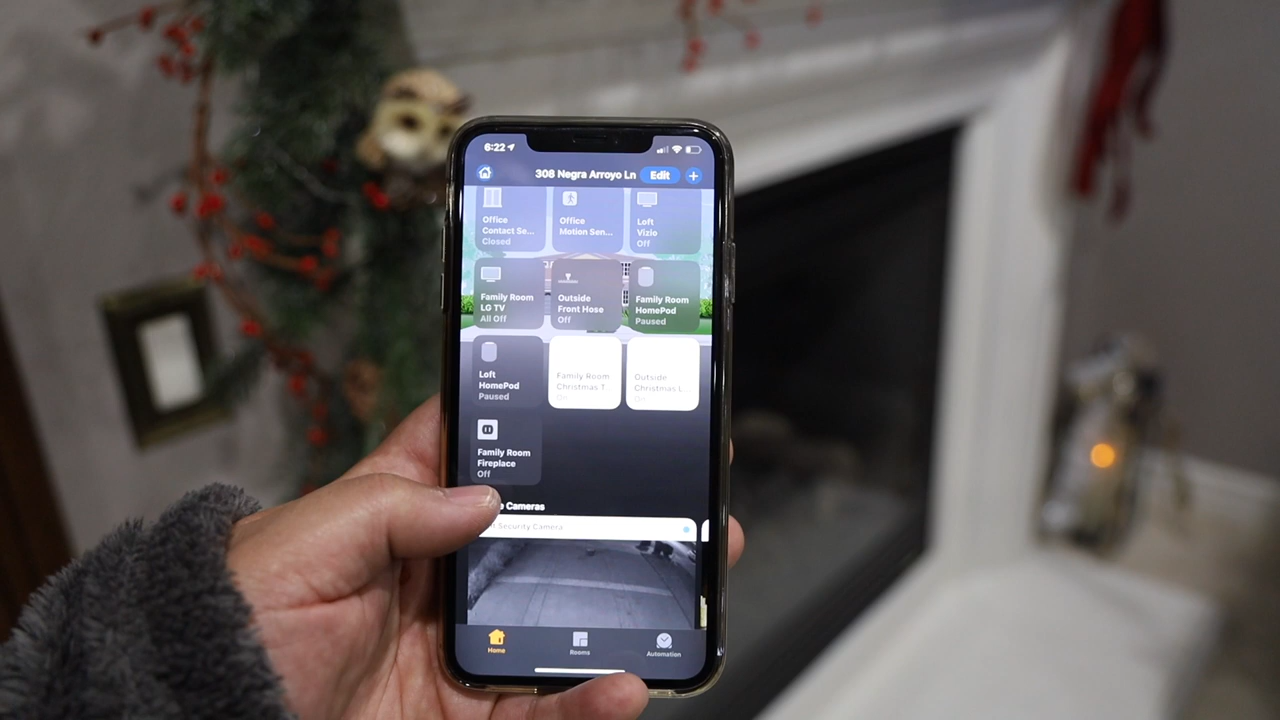 6:22
308 Negra Arroyo Ln Edit +
Office
Contact Se...
Closed
Office
Motion Sen...
Loft
Vizio
Off
Family Room
LG TV
All Off
Outside
Front Hose
Off
Family Room
HomePod
Paused
Loft
HomePod
Paused
Family Room
Christmas T...
On
Outside
Christmas L...
On
Family Room
Fireplace
Off
Cameras
Security Camera
Home
Rooms
Automation